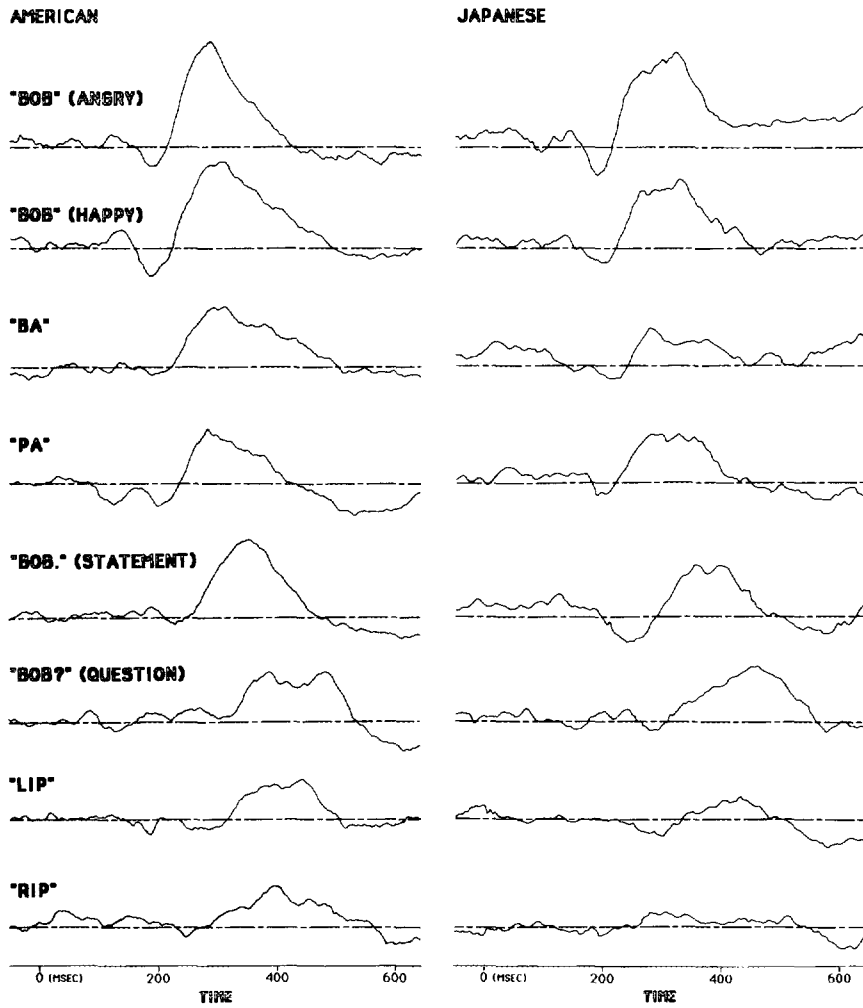 AMERICAN JAPANESE
"BOB" (ANGRY)
"BOB" (HAPPY)
"BA"
"PA"
"BOB." (STATEMENT)
"BOB?" (QUESTION)
"LIP"
"RIP"
0 (MSEC) 200 400 600 0 (MSEC) 200 400 600
TIME TIME